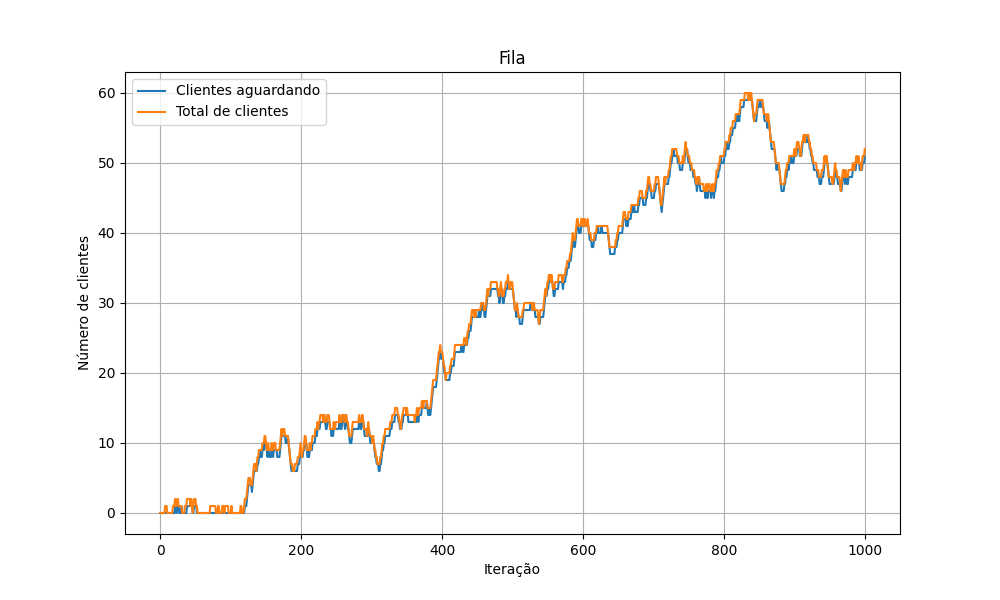 Fila
Clientes aguardando
Total de clientes
60
50
40
30
20
10
0
Número de clientes
0 200 400 600 800 1000
Iteração